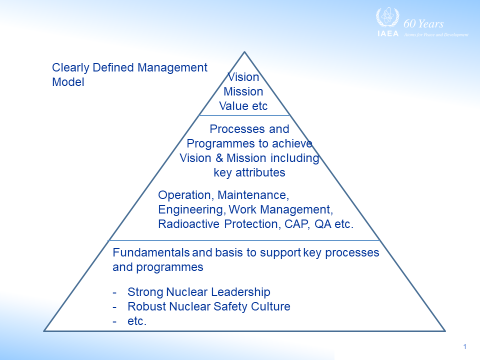 60 Years
IAEA
Clearly Defined Management
Model
Vision
Mission
Value etc
Processes and
Programmes to achieve
Vision & Mission including
key attributes
Operation, Maintenance,
Engineering, Work Management,
Radioactive Protection, CAP, QA etc.
Fundamentals and basis to support key processes
and programmes
- Strong Nuclear Leadership
- Robust Nuclear Safety Culture
- etc.
1